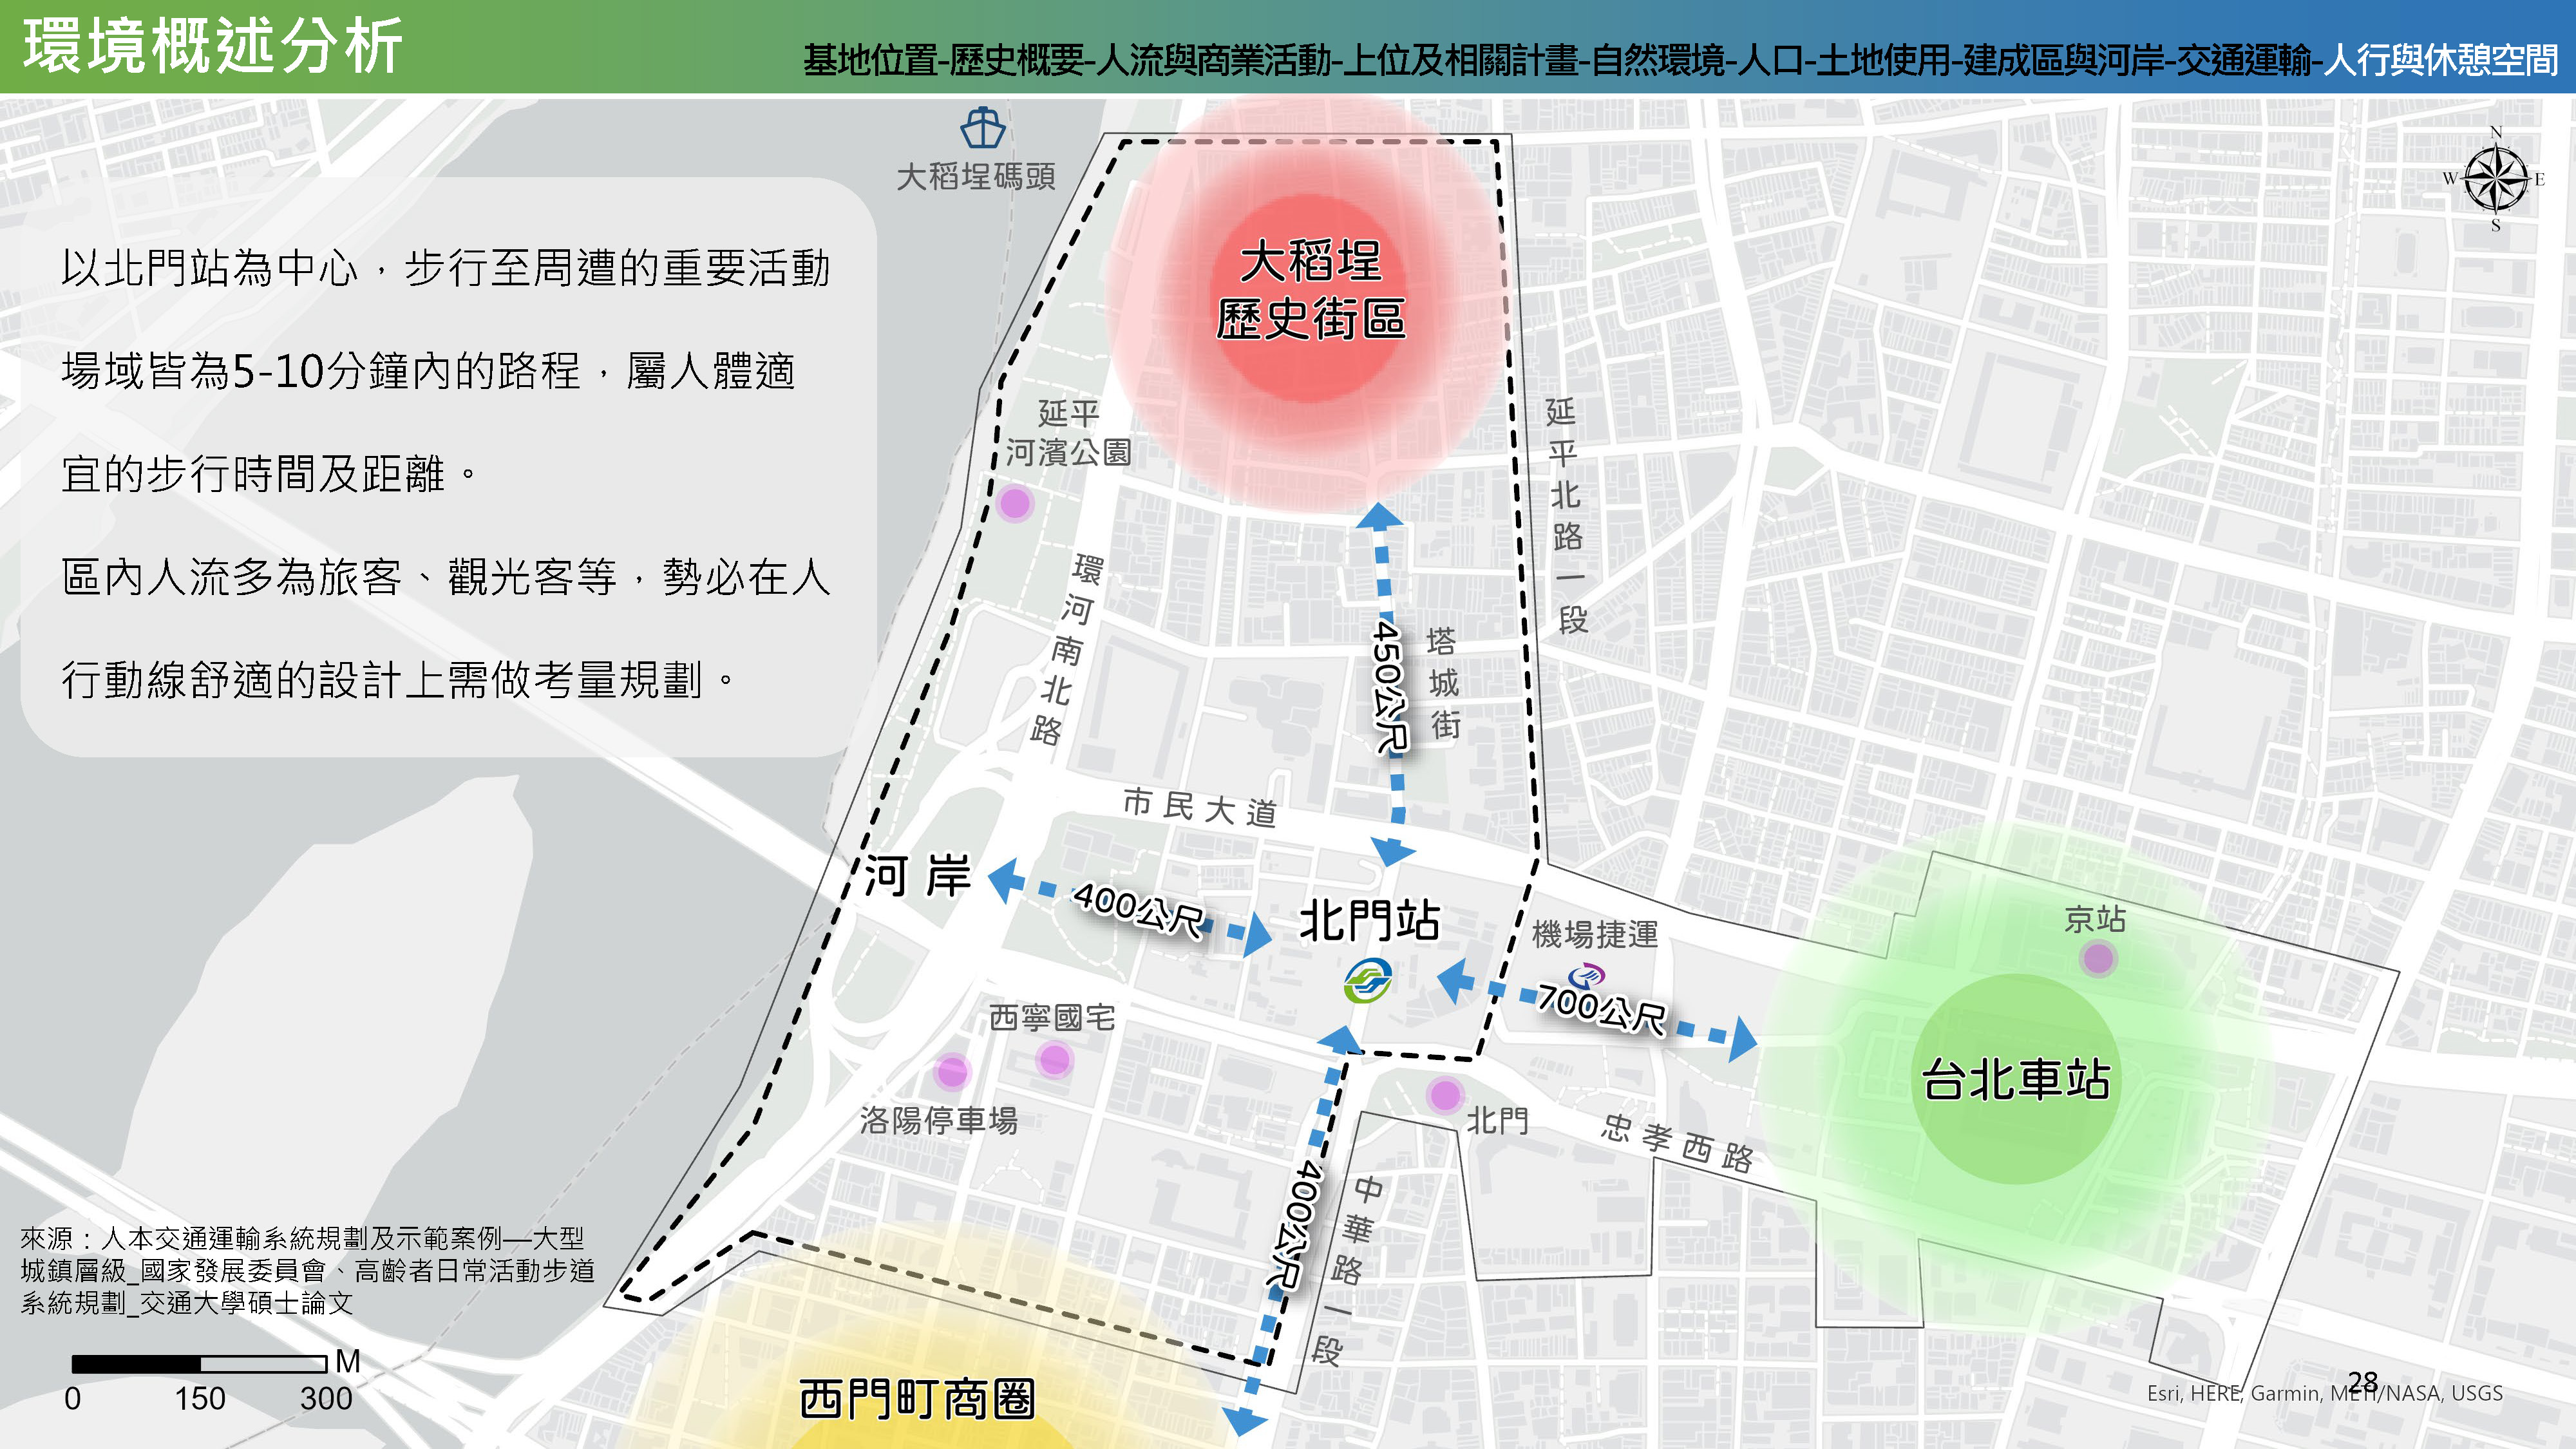 環境概述分析
基地位置-歷史概要-人流與商業活動-上位及相關計畫-自然環境-人口-土地使用-建成區與河岸-交通運輸-人行與休憩空間
以北門站為中心，步行至周遭的重要活動
場域皆為5-10分鐘內的路程，屬人體適
宜的步行時間及距離。
區內人流多為旅客、觀光客等，勢必在人
行動線舒適的設計上需做考量規劃。
大稻埕碼頭
N
W
E
S
大稻埕
歷史街區
延平
河濱公園
延平北路一段
環河南北路
450公尺
塔城街
市民大道
河岸
400公尺
北門站
機場捷運
700公尺
京站
台北車站
西寧國宅
洛陽停車場
北門
忠孝西路
400公尺
中華路一段
西門町商圈
來源：人本交通運輸系統規劃及示範案例—大型
城鎮層級_國家發展委員會、高齡者日常活動步道
系統規劃_交通大學碩士論文
M
0 150 300
28
Esri, HERE, Garmin, METI/NASA, USGS